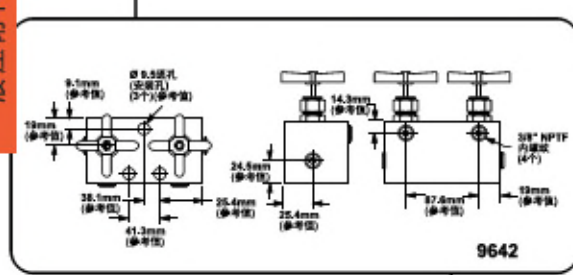 9.1mm
(参考值)
Ø 9.5通孔
(安装孔)
(3个)(参考值)
19mm
(参考值)
38.1mm
(参考值)
25.4mm
(参考值)
41.3mm
(参考值)
14.3mm
(参考值)
24.5mm
(参考值)
25.4mm
(参考值)
3/8" NPTF
内螺纹
(4个)
87.6mm
(参考值)
19mm
(参考值)
9642